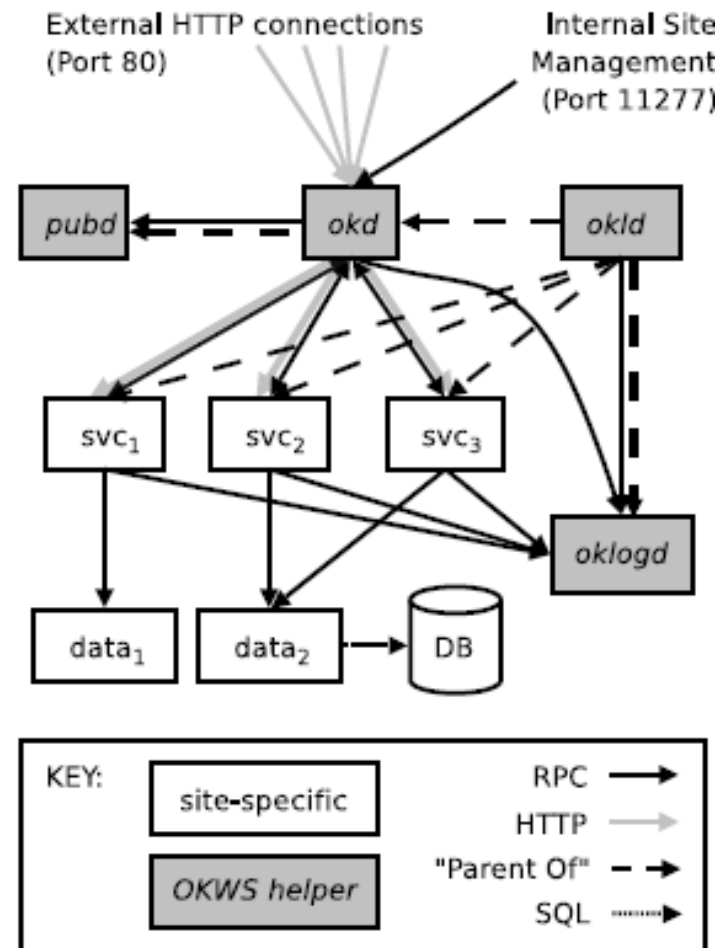 External HTTP connections
(Port 80)
Internal Site
Management
(Port 11277)
pubd
okd
okld
svc1
svc2
svc3
oklogd
data1
data2
DB
KEY:
site-specific
OKWS helper
RPC
HTTP
"Parent Of"
SQL